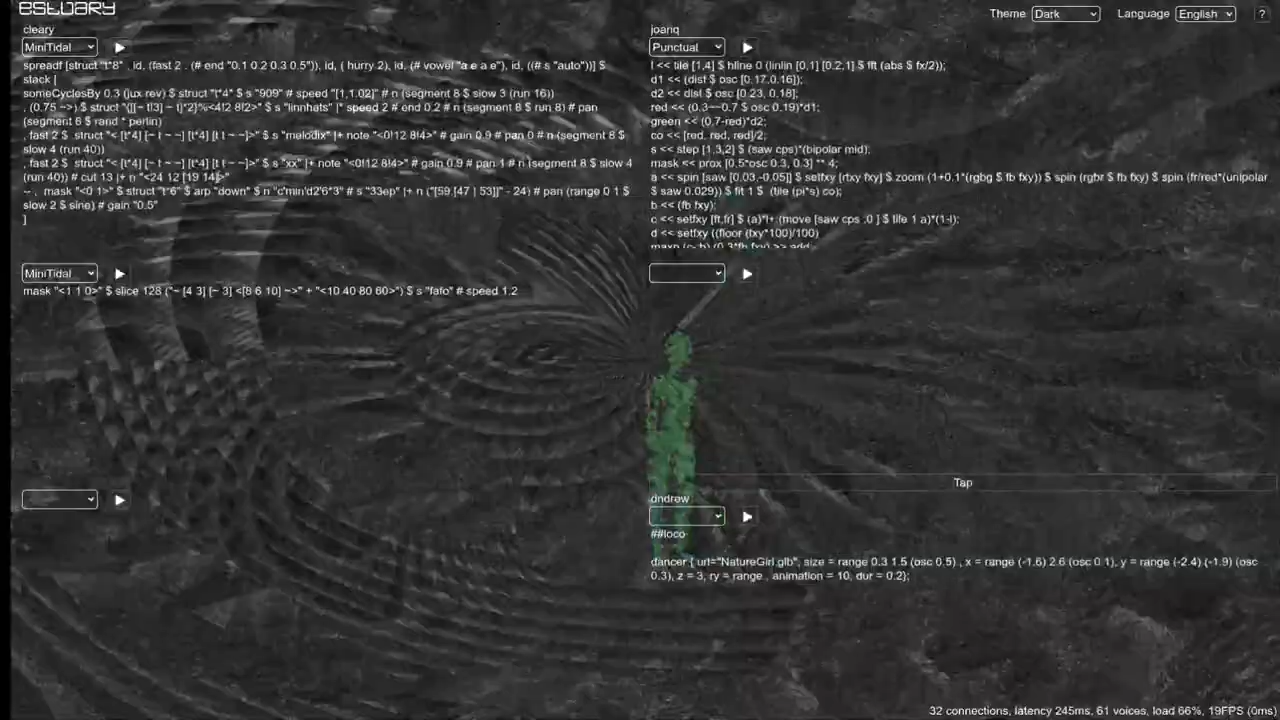 ESTUARY
Theme Dark Language English ?
cleary
MiniTidal
spreadf [struct "t*8" . id, (fast 2 . (# end "0.1 0.2 0.3 0.5")), id, ( hurry 2), id, (# vowel "a e a e"), id, ((# s "auto"))] $
stack [
someCyclesBy 0.3 (jux rev) $ struct "t*4" $ s "909" # speed "[1,1.02]" # n (segment 8 $ slow 3 (run 16))
, (0.75 ~>) $ struct "{[[~ t!3] ~ t]*2}%<4!2 8!2>" $ s "linnhats" |* speed 2 # end 0.2 # n (segment 8 $ run 8) # pan
(segment 8 $ rand * perlin)
, fast 2 $ struct "< [t*4] [~ t ~ ~] [t*4] [t t ~ ~]>" $ s "melodix" |+ note "<0!12 8!4>" # gain 0.9 # pan 0 # n (segment 8 $
slow 4 (run 40))
, fast 2 $ struct "< [t*4] [~ t ~ ~] [t*4] [t t ~ ~]>" $ s "xx" |+ note "<0!12 8!4>" # gain 0.9 # pan 1 # n (segment 8 $ slow 4
(run 40)) # cut 13 |+ n "<24 12 [19 14]>"
-- , mask "<0 1>" $ struct "t*6" $ arp "down" $ n "c'min'd2'6*3" # s "33ep" |+ n ("[59 [47 | 53]]" - 24) # pan (range 0 1 $
slow 2 $ sine) # gain "0.5"
]
MiniTidal
mask "<1 1 0>" $ slice 128 ("~ [4 3] [~ 3] <[8 6 10] ~>" + "<10 40 80 60>") $ s "fafo" # speed 1.2
joanq
Punctual
l << tile [1,4] $ hline 0 (linlin [0,1] [0.2,1] $ fft (abs $ fx/2));
d1 << (dist $ osc [0.17,0.16]);
d2 << dist $ osc [0.23, 0.18];
red << (0.3~~0.7 $ osc 0.19)*d1;
green << (0.7-red)*d2;
co << [red, red, red]/2;
s << step [1,3,2] $ (saw cps)*(bipolar mid);
mask << prox [0.5*osc 0.3, 0.3] ** 4;
a << spin [saw [0.03,-0.05]] $ setfxy [rtxy fxy] $ zoom (1+0.1*(rgbg $ fb fxy)) $ spin (rgbr $ fb fxy) $ spin (fr/red*(unipolar
$ saw 0.029)) $ fit 1 $ (tile (pi*s) co);
b << (fb fxy);
c << setfxy [ft,fr] $ (a)*l+:(move [saw cps ,0 ] $ tile 1 a)*(1-l);
d << setfxy ((floor (fxy*100)/100)
Tap
dndrew
##loco
dancer { url="NatureGirl.glb", size = range 0.3 1.5 (osc 0.5) , x = range (-1.6) 2.6 (osc 0.1), y = range (-2.4) (-1.9) (osc
0.3), z = 3, ry = range , animation = 10, dur = 0.2};
32 connections, latency 245ms, 61 voices, load 66%, 19FPS (0ms)